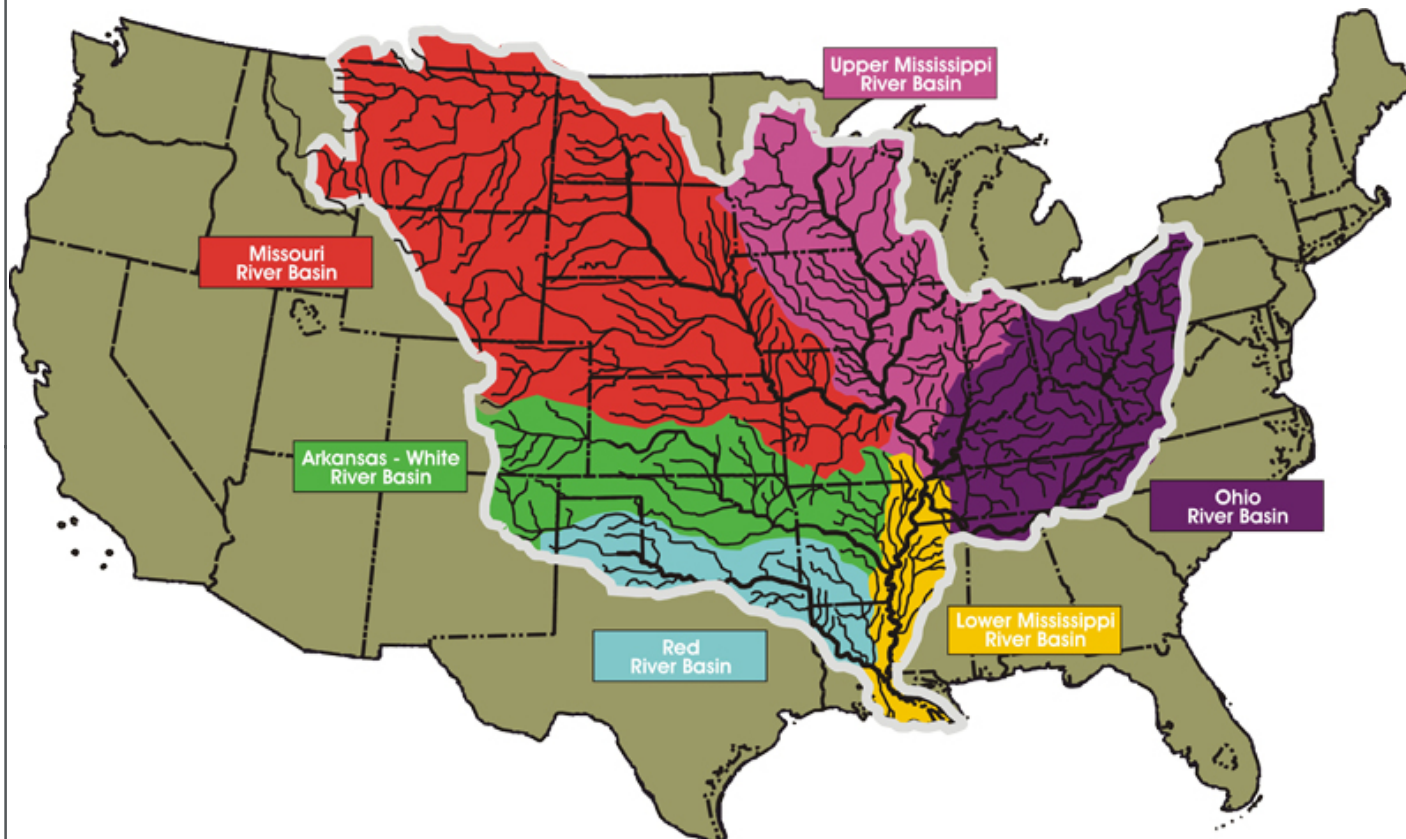 Upper Mississippi
River Basin
Missouri
River Basin
Arkansas - White
River Basin
Ohio
River Basin
Lower Mississippi
River Basin
Red
River Basin